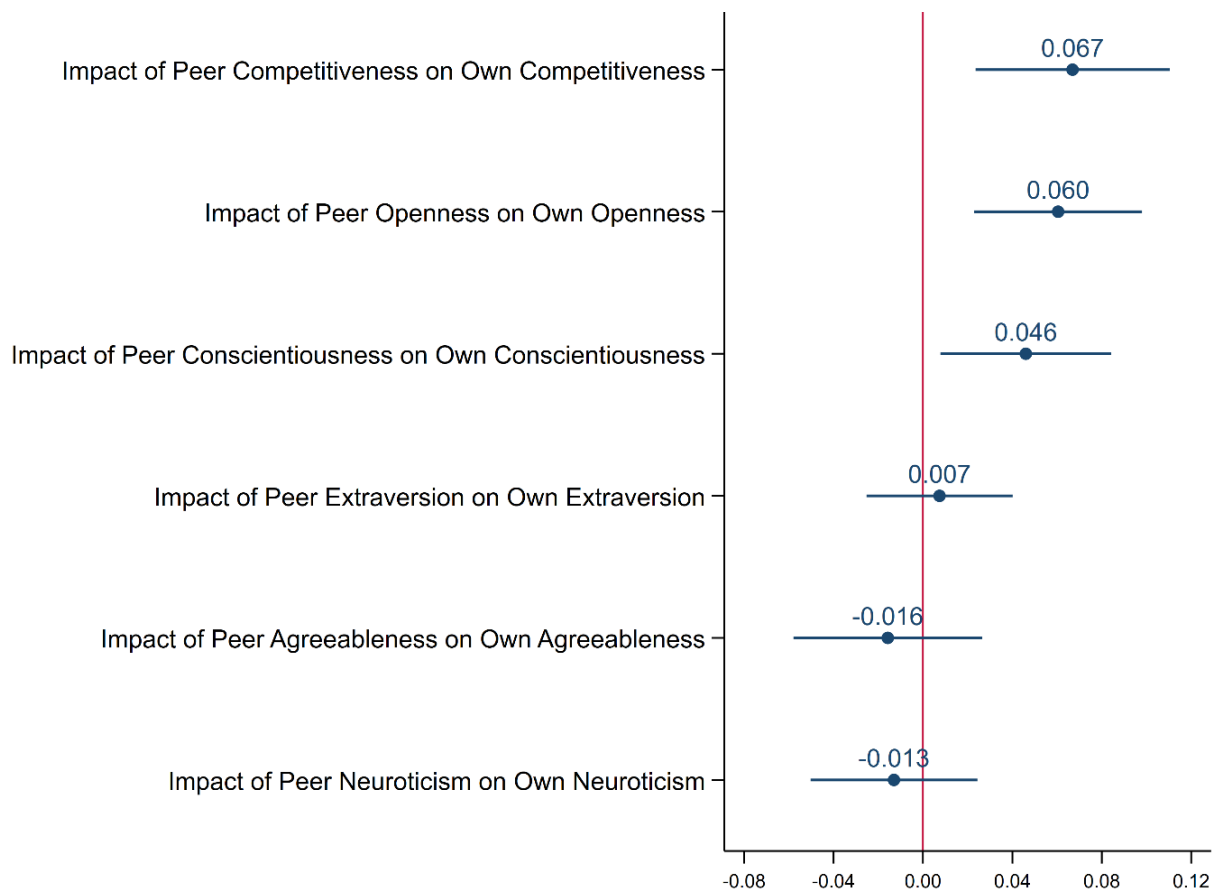 0.067
Impact of Peer Competitiveness on Own Competitiveness
0.060
Impact of Peer Openness on Own Openness
0.046
Impact of Peer Conscientiousness on Own Conscientiousness
0.007
Impact of Peer Extraversion on Own Extraversion
-0.016
Impact of Peer Agreeableness on Own Agreeableness
-0.013
Impact of Peer Neuroticism on Own Neuroticism
-0.08 -0.04 0.00 0.04 0.08 0.12